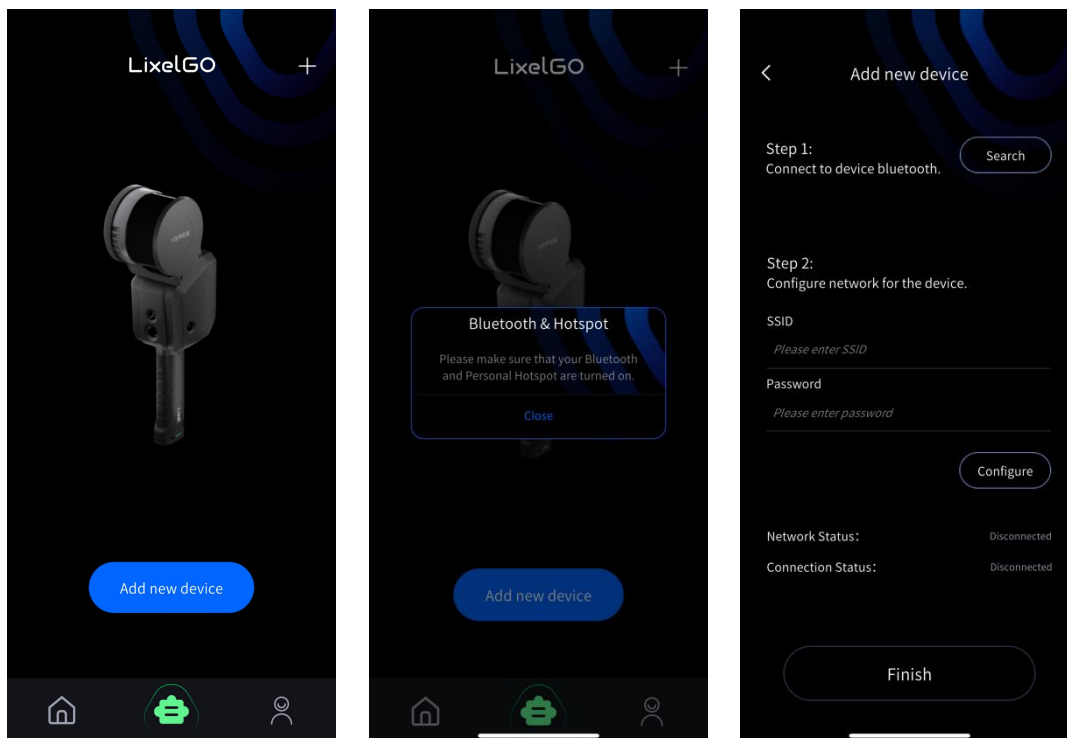 LixelGO
Add new device
LixelGO
Bluetooth & Hotspot
Please make sure that your Bluetooth
and Personal Hotspot are turned on.
Close
Add new device
Add new device
Step 1:
Connect to device bluetooth.
Search
Step 2:
Configure network for the device.
SSID
Please enter SSID
Password
Please enter password
Configure
Network Status:
Disconnected
Connection Status:
Disconnected
Finish